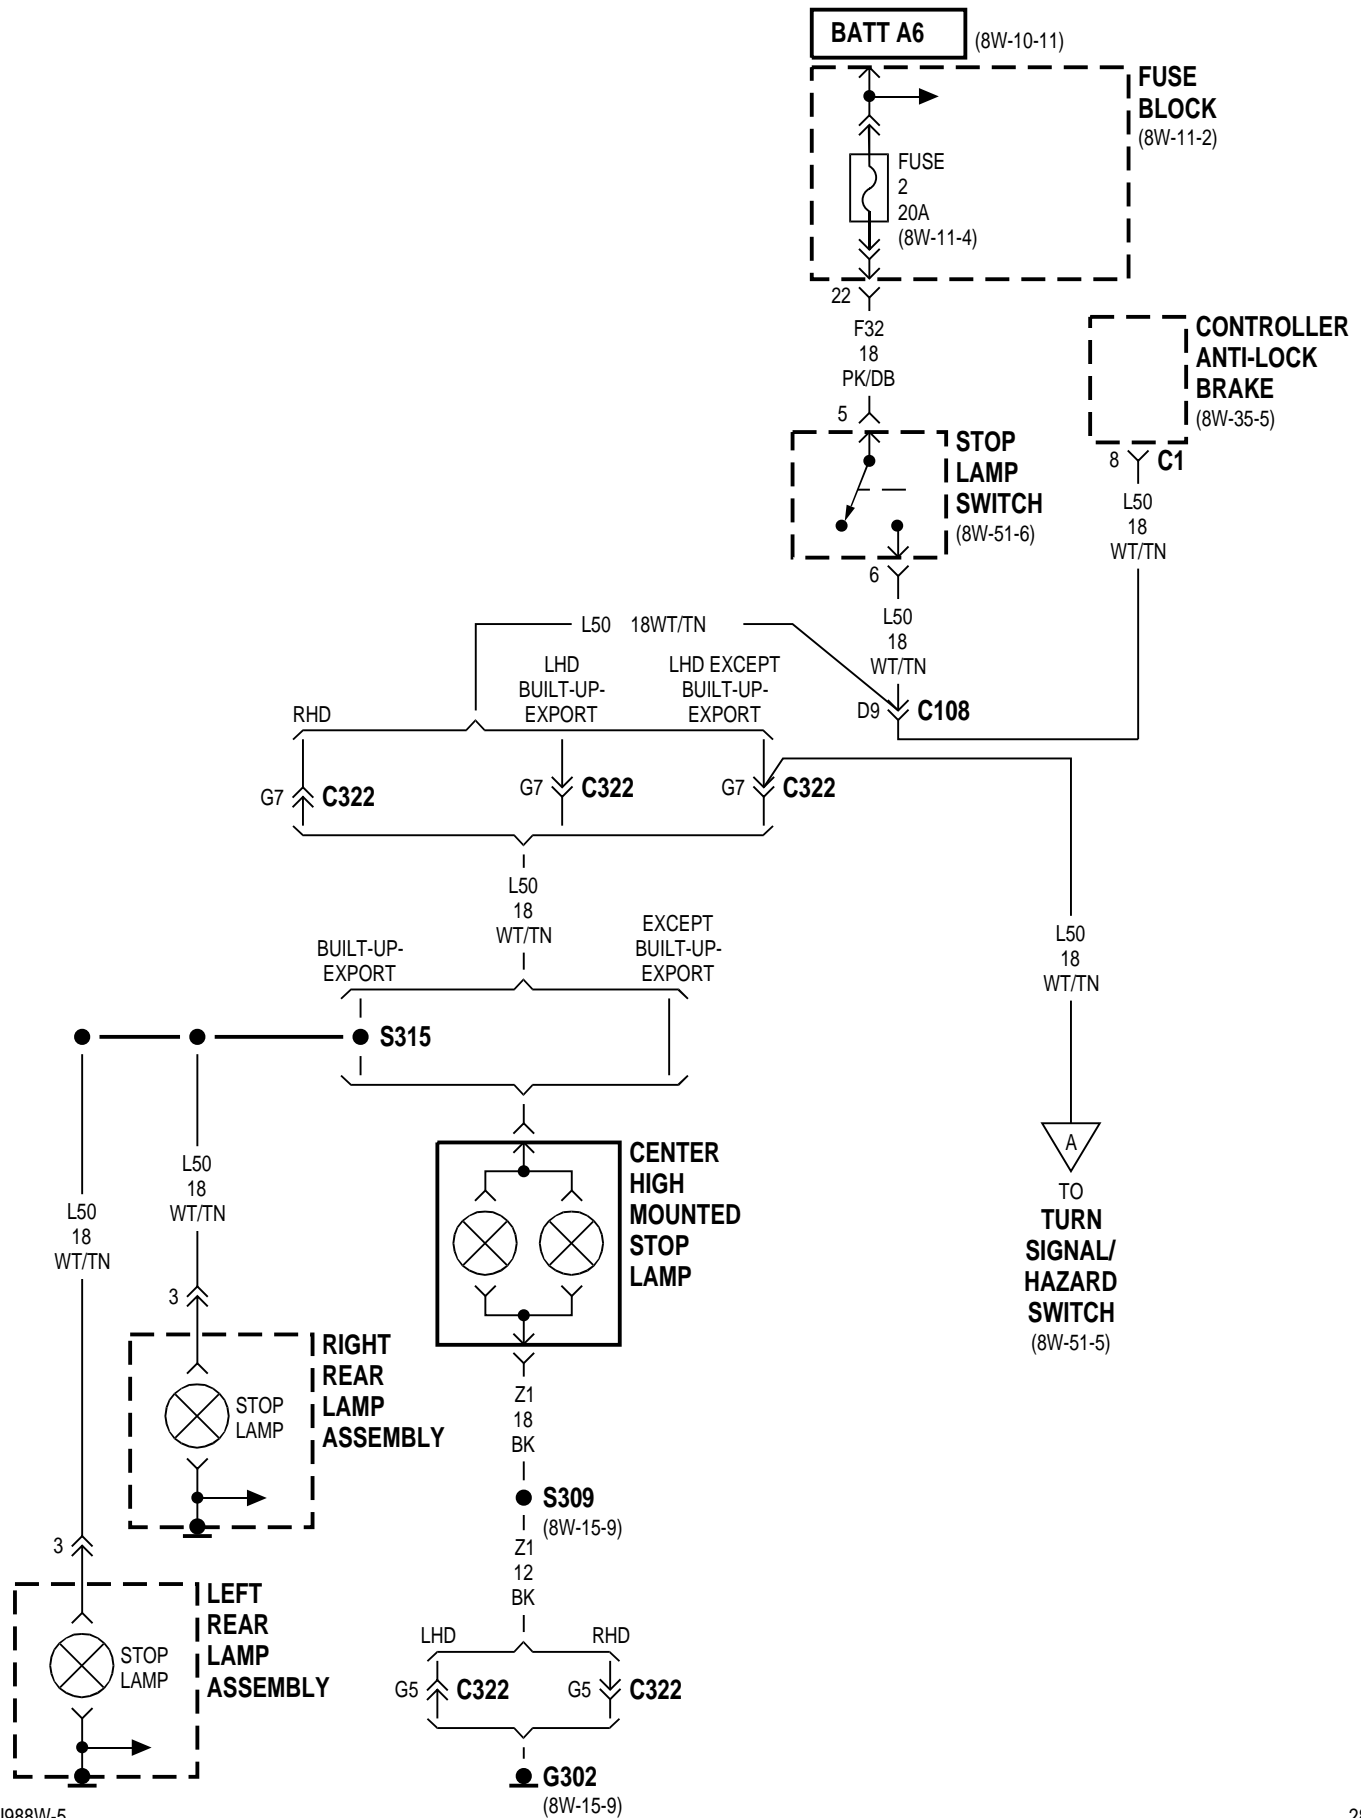 BATT A6
(8W-10-11)
FUSE
BLOCK
(8W-11-2)
FUSE
2
20A
(8W-11-4)
22
F32
18
PK/DB
5
CONTROLLER
ANTI-LOCK
BRAKE
(8W-35-5)
8
C1
L50
18
WT/TN
STOP
LAMP
SWITCH
(8W-51-6)
6
L50
18
WT/TN
D9
C108
L50 18WT/TN
RHD
LHD
BUILT-UP-
EXPORT
LHD EXCEPT
BUILT-UP-
EXPORT
G7
C322
G7
C322
G7
C322
L50
18
WT/TN
BUILT-UP-
EXPORT
EXCEPT
BUILT-UP-
EXPORT
L50
18
WT/TN
S315
A
TO
TURN
SIGNAL/
HAZARD
SWITCH
(8W-51-5)
CENTER
HIGH
MOUNTED
STOP
LAMP
L50
18
WT/TN
L50
18
WT/TN
3
RIGHT
REAR
LAMP
ASSEMBLY
STOP
LAMP
Z1
18
BK
S309
(8W-15-9)
Z1
12
BK
3
LEFT
REAR
LAMP
ASSEMBLY
STOP
LAMP
LHD
RHD
G5
C322
G5
C322
G302
(8W-15-9)
J988W-5